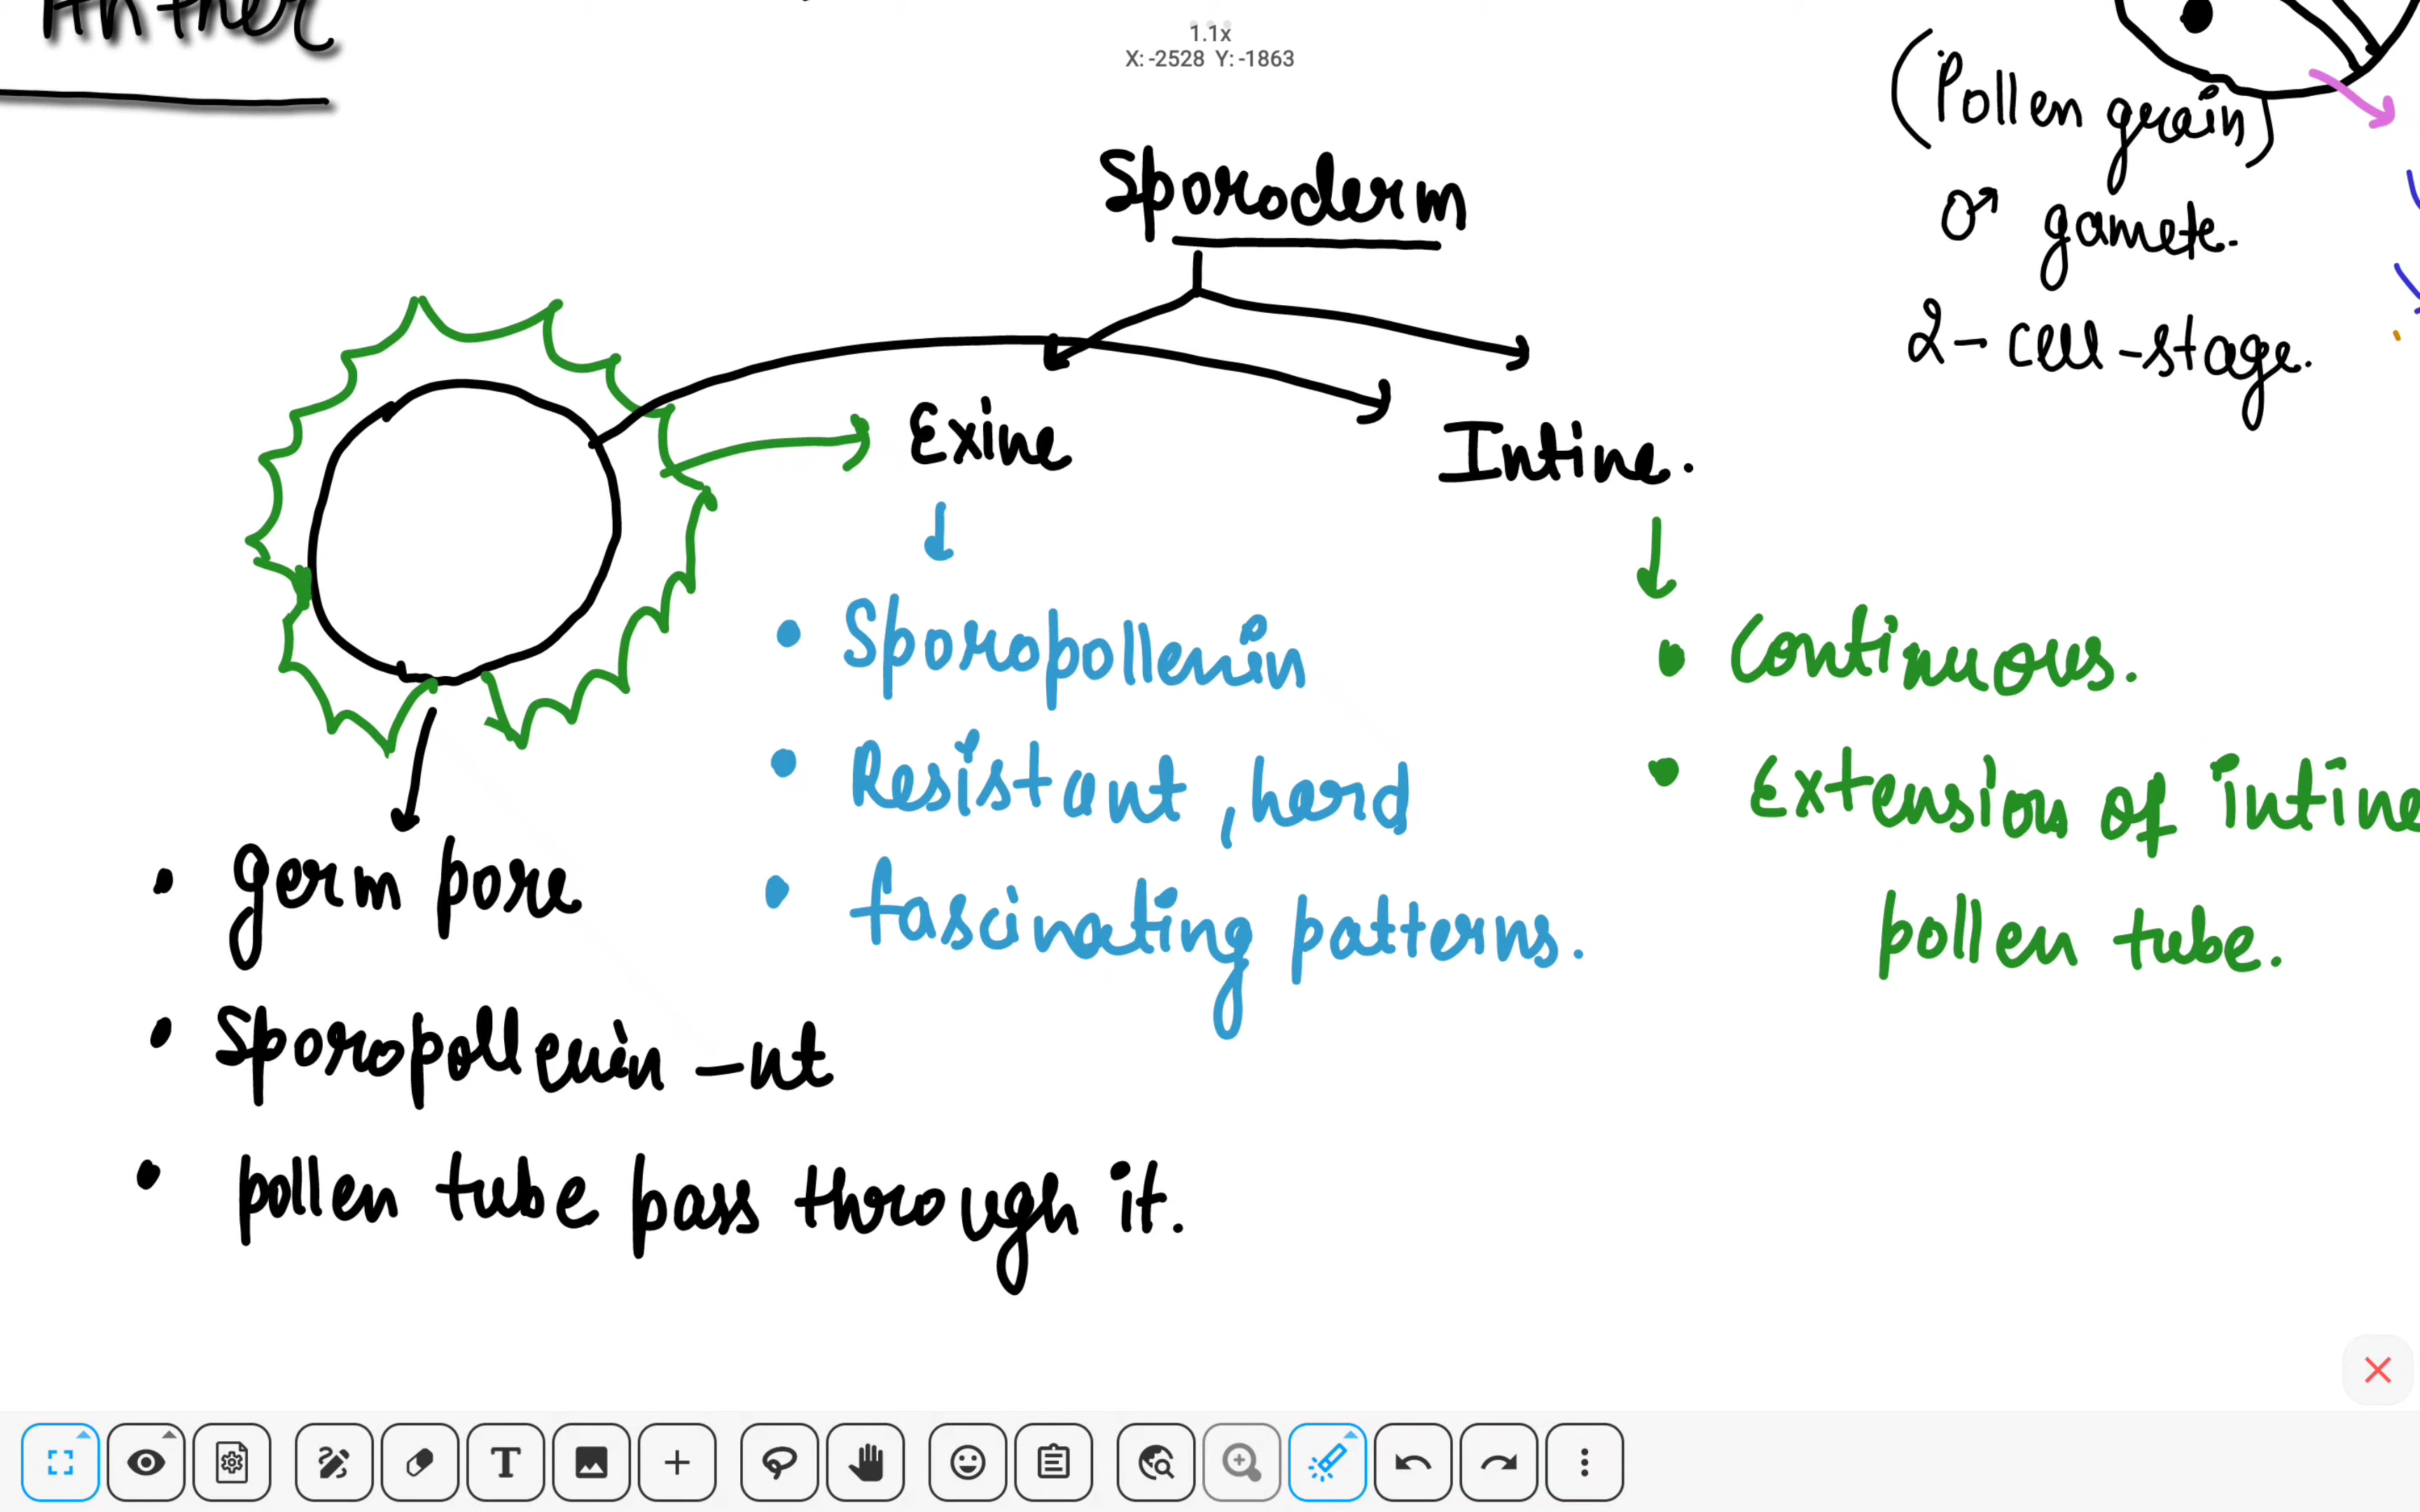 Anther
1.1x
X: -2528 Y: -1863
(Pollen grain)
♂ gamete.
2-cell-stage.
Sporoderm
Exine
Intine.
• Sporopollenin
• Resistant, hard
• fascinating patterns.
• Continuous.
• Extension of intine
pollen tube.
• germ pore
• Sporopollenin -nt
• pollen tube pass through it.
T